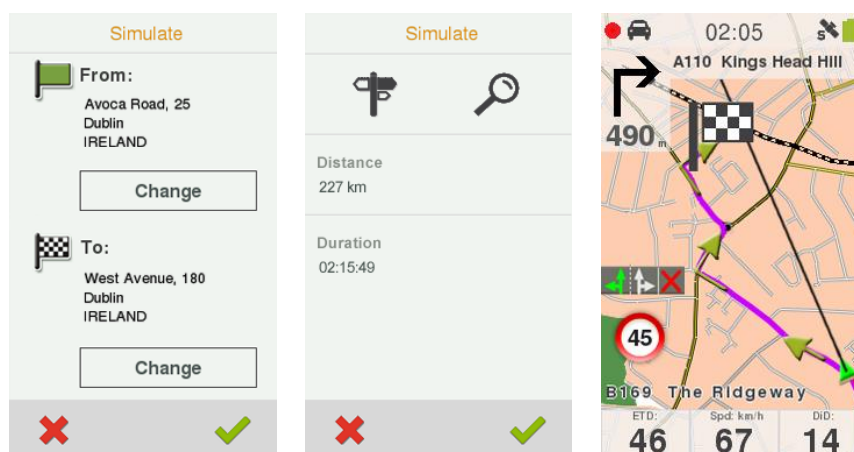 Simulate
From:
Avoca Road, 25
Dublin
IRELAND
Change
To:
West Avenue, 180
Dublin
IRELAND
Change
Simulate
Distance
227 km
Duration
02:15:49
02:05
S
A110 Kings Head Hill
490 m
45
B169 The Ridgeway
ETD: Spd: km/h DiD:
46 67 14